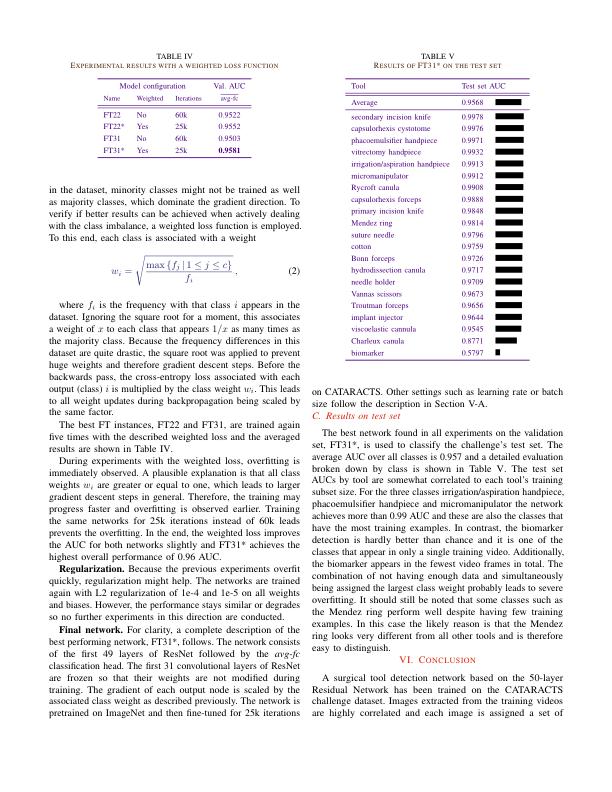 TABLE IV
EXPERIMENTAL RESULTS WITH A WEIGHTED LOSS FUNCTION
Model configuration Val. AUC
Name Weighted Iterations avg-fc
FT22 No 60k 0.9522
FT22* Yes 25k 0.9552
FT31 No 60k 0.9503
FT31* Yes 25k 0.9581
in the dataset, minority classes might not be trained as well
as majority classes, which dominate the gradient direction. To
verify if better results can be achieved when actively dealing
with the class imbalance, a weighted loss function is employed.
To this end, each class is associated with a weight
w_i = √(max {f_j | 1 ≤ j ≤ c} / f_i) , (2)
where f_i is the frequency with that class i appears in the
dataset. Ignoring the square root for a moment, this associates
a weight of x to each class that appears 1/x as many times as
the majority class. Because the frequency differences in this
dataset are quite drastic, the square root was applied to prevent
huge weights and therefore gradient descent steps. Before the
backwards pass, the cross-entropy loss associated with each
output (class) i is multiplied by the class weight w_i. This leads
to all weight updates during backpropagation being scaled by
the same factor.
The best FT instances, FT22 and FT31, are trained again
five times with the described weighted loss and the averaged
results are shown in Table IV.
During experiments with the weighted loss, overfitting is
immediately observed. A plausible explanation is that all class
weights w_i are greater or equal to one, which leads to larger
gradient descent steps in general. Therefore, the training may
progress faster and overfitting is observed earlier. Training
the same networks for 25k iterations instead of 60k leads
prevents the overfitting. In the end, the weighted loss improves
the AUC for both networks slightly and FT31* achieves the
highest overall performance of 0.96 AUC.
Regularization. Because the previous experiments overfit
quickly, regularization might help. The networks are trained
again with L2 regularization of 1e-4 and 1e-5 on all weights
and biases. However, the performance stays similar or degrades
so no further experiments in this direction are conducted.
Final network. For clarity, a complete description of the
best performing network, FT31*, follows. The network consists
of the first 49 layers of ResNet followed by the avg-fc
classification head. The first 31 convolutional layers of ResNet
are frozen so that their weights are not modified during
training. The gradient of each output node is scaled by the
associated class weight as described previously. The network is
pretrained on ImageNet and then fine-tuned for 25k iterations
TABLE V
RESULTS OF FT31* ON THE TEST SET
Tool Test set AUC
Average 0.9568
secondary incision knife 0.9978
capsulorhexis cystotome 0.9976
phacoemulsifier handpiece 0.9971
vitrectomy handpiece 0.9932
irrigation/aspiration handpiece 0.9913
micromanipulator 0.9912
Rycroft canula 0.9908
capsulorhexis forceps 0.9888
primary incision knife 0.9848
Mendez ring 0.9814
suture needle 0.9796
cotton 0.9759
Bonn forceps 0.9726
hydrodissection canula 0.9717
needle holder 0.9709
Vannas scissors 0.9673
Troutman forceps 0.9656
implant injector 0.9644
viscoelastic cannula 0.9545
Charleux canula 0.8771
biomarker 0.5797
on CATARACTS. Other settings such as learning rate or batch
size follow the description in Section V-A.
C. Results on test set
The best network found in all experiments on the validation
set, FT31*, is used to classify the challenge's test set. The
average AUC over all classes is 0.957 and a detailed evaluation
broken down by class is shown in Table V. The test set
AUCs by tool are somewhat correlated to each tool's training
subset size. For the three classes irrigation/aspiration handpiece,
phacoemulsifier handpiece and micromanipulator the network
achieves more than 0.99 AUC and these are also the classes that
have the most training examples. In contrast, the biomarker
detection is hardly better than chance and it is one of the
classes that appear in only a single training video. Additionally,
the biomarker appears in the fewest video frames in total. The
combination of not having enough data and simultaneously
being assigned the largest class weight probably leads to severe
overfitting. It should still be noted that some classes such as
the Mendez ring perform well despite having few training
examples. In this case the likely reason is that the Mendez
ring looks very different from all other tools and is therefore
easy to distinguish.
VI. CONCLUSION
A surgical tool detection network based on the 50-layer
Residual Network has been trained on the CATARACTS
challenge dataset. Images extracted from the training videos
are highly correlated and each image is assigned a set of